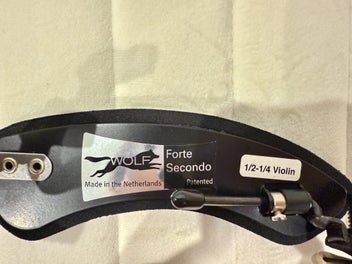 WOLF
Made in the Netherlands
Forte
Secondo
Patented
1/2-1/4 Violin